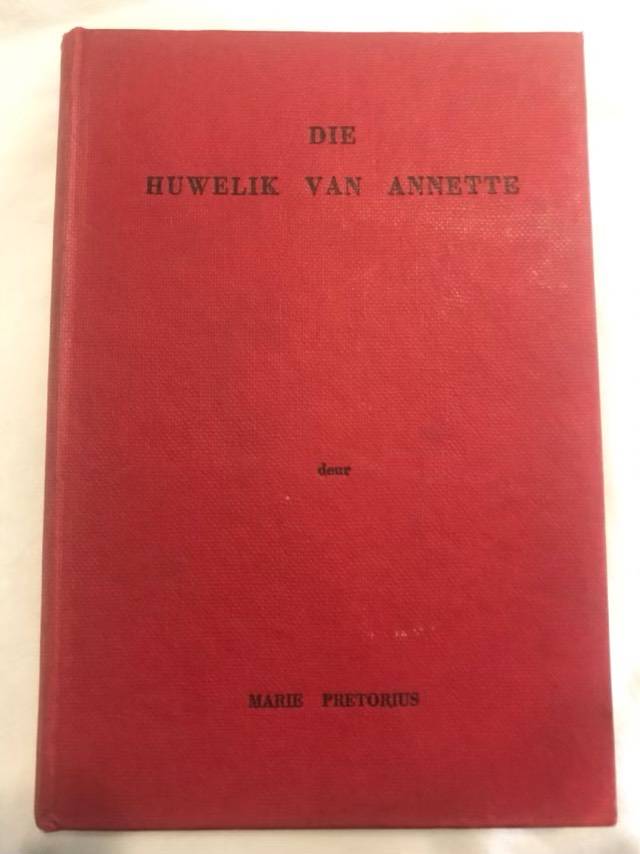 DIE
HUWELIK VAN ANNETTE
deur
MARIE PRETORIUS